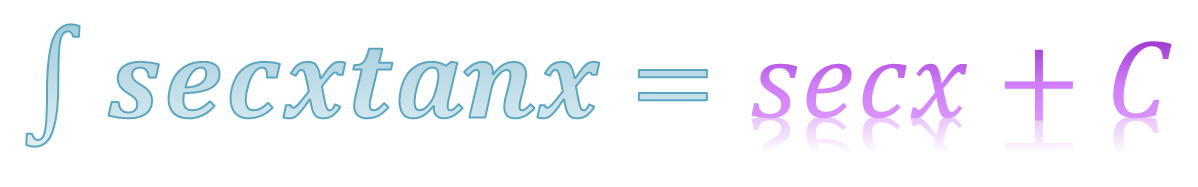 ∫ secxtanx = secx + C